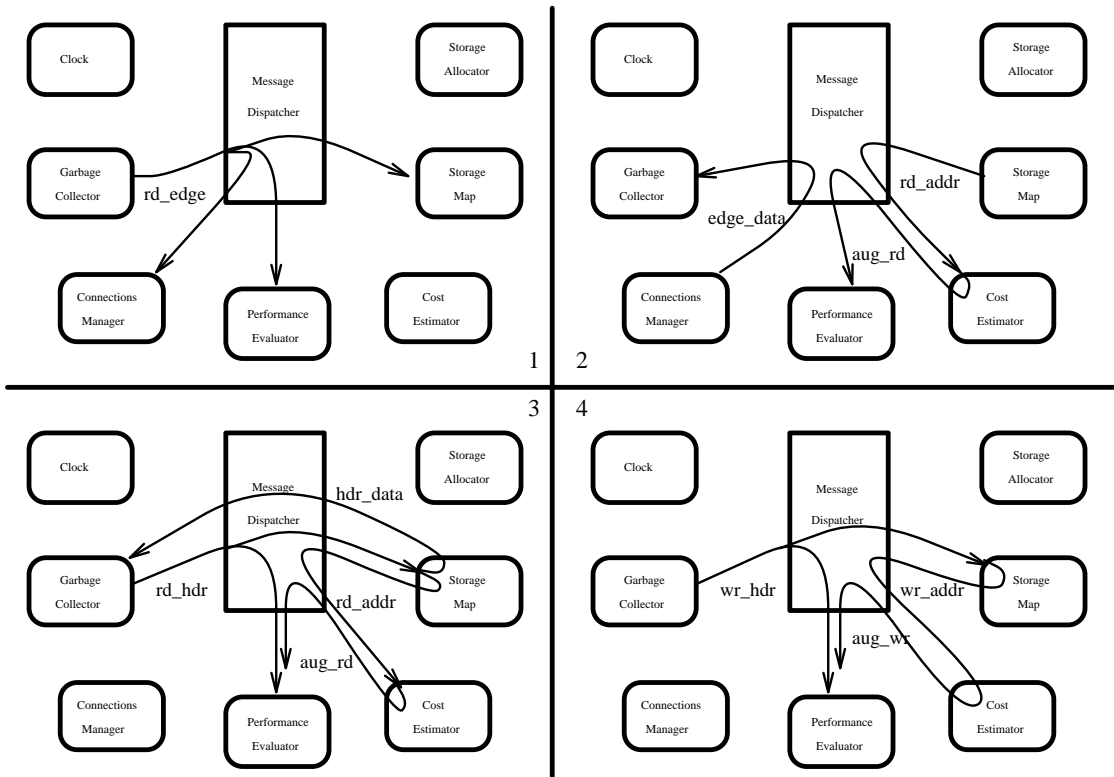 Clock
Message
Dispatcher
Storage
Allocator
Garbage
Collector
rd_edge
Storage
Map
Connections
Manager
Performance
Evaluator
Cost
Estimator
1
Clock
Message
Dispatcher
Storage
Allocator
Garbage
Collector
edge_data
rd_addr
Storage
Map
aug_rd
Connections
Manager
Performance
Evaluator
Cost
Estimator
2
3
Clock
Message
Dispatcher
hdr_data
Storage
Allocator
Garbage
Collector
rd_hdr
rd_addr
Storage
Map
aug_rd
Connections
Manager
Performance
Evaluator
Cost
Estimator
4
Clock
Message
Dispatcher
Storage
Allocator
Garbage
Collector
wr_hdr
wr_addr
Storage
Map
aug_wr
Connections
Manager
Performance
Evaluator
Cost
Estimator